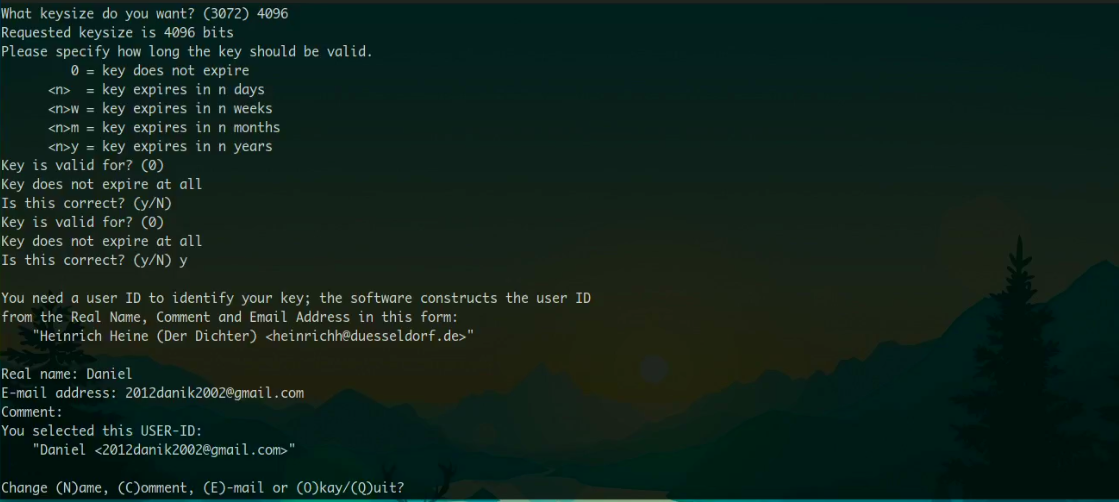 What keysize do you want? (3072) 4096
Requested keysize is 4096 bits
Please specify how long the key should be valid.
0 = key does not expire
<n>  = key expires in n days
<n>w = key expires in n weeks
<n>m = key expires in n months
<n>y = key expires in n years
Key is valid for? (0)
Key does not expire at all
Is this correct? (y/N)
Key is valid for? (0)
Key does not expire at all
Is this correct? (y/N) y
You need a user ID to identify your key; the software constructs the user ID
from the Real Name, Comment and Email Address in this form:
"Heinrich Heine (Der Dichter) <heinrichh@duesseldorf.de>"
Real name: Daniel
E-mail address: 2012danik2002@gmail.com
Comment:
You selected this USER-ID:
"Daniel <2012danik2002@gmail.com>"
Change (N)ame, (C)omment, (E)-mail or (O)kay/(Q)uit?